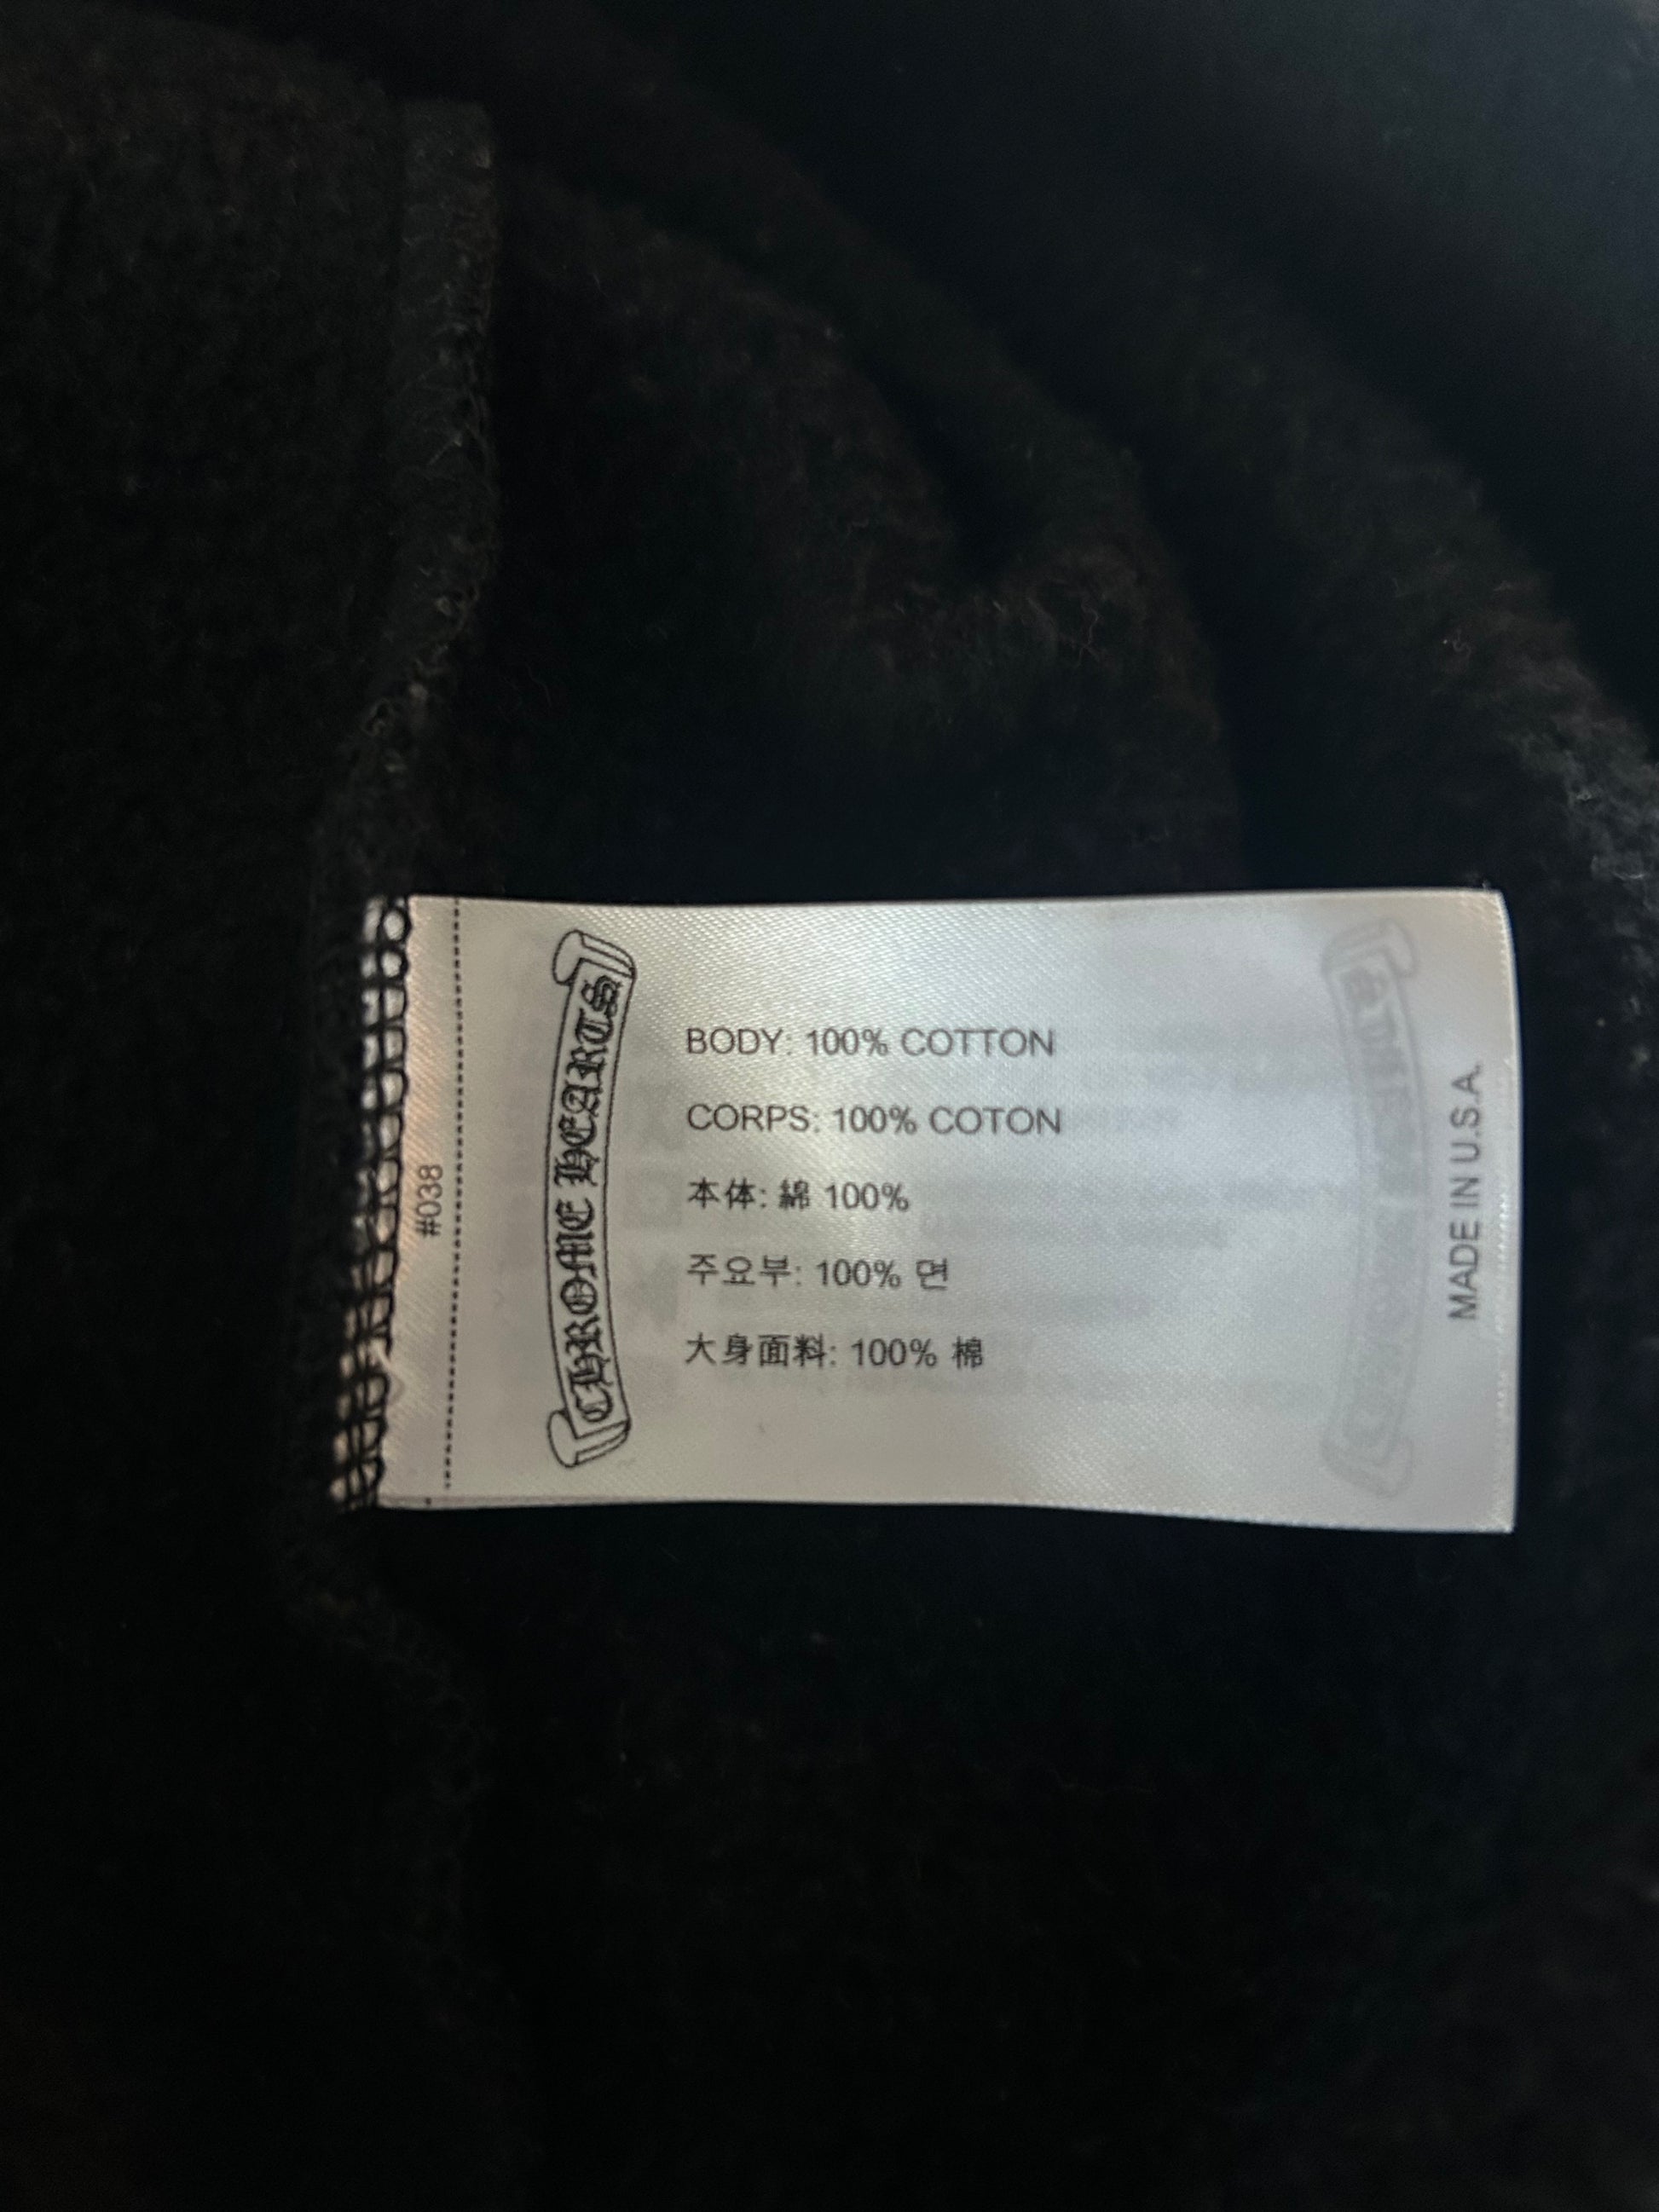 #038
CHROME HEARTS
BODY: 100% COTTON
CORPS: 100% COTON
本体: 綿 100%
주요부: 100% 면
大身面料: 100% 棉
MADE IN U.S.A.